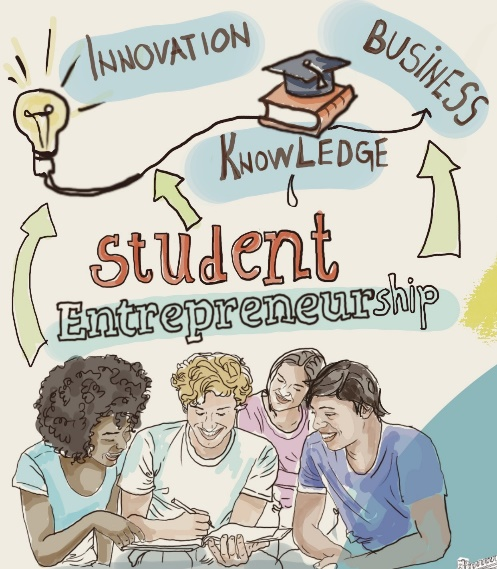 INNOVATION
BUSINESS
KNOWLEDGE
student
Entrepreneurship